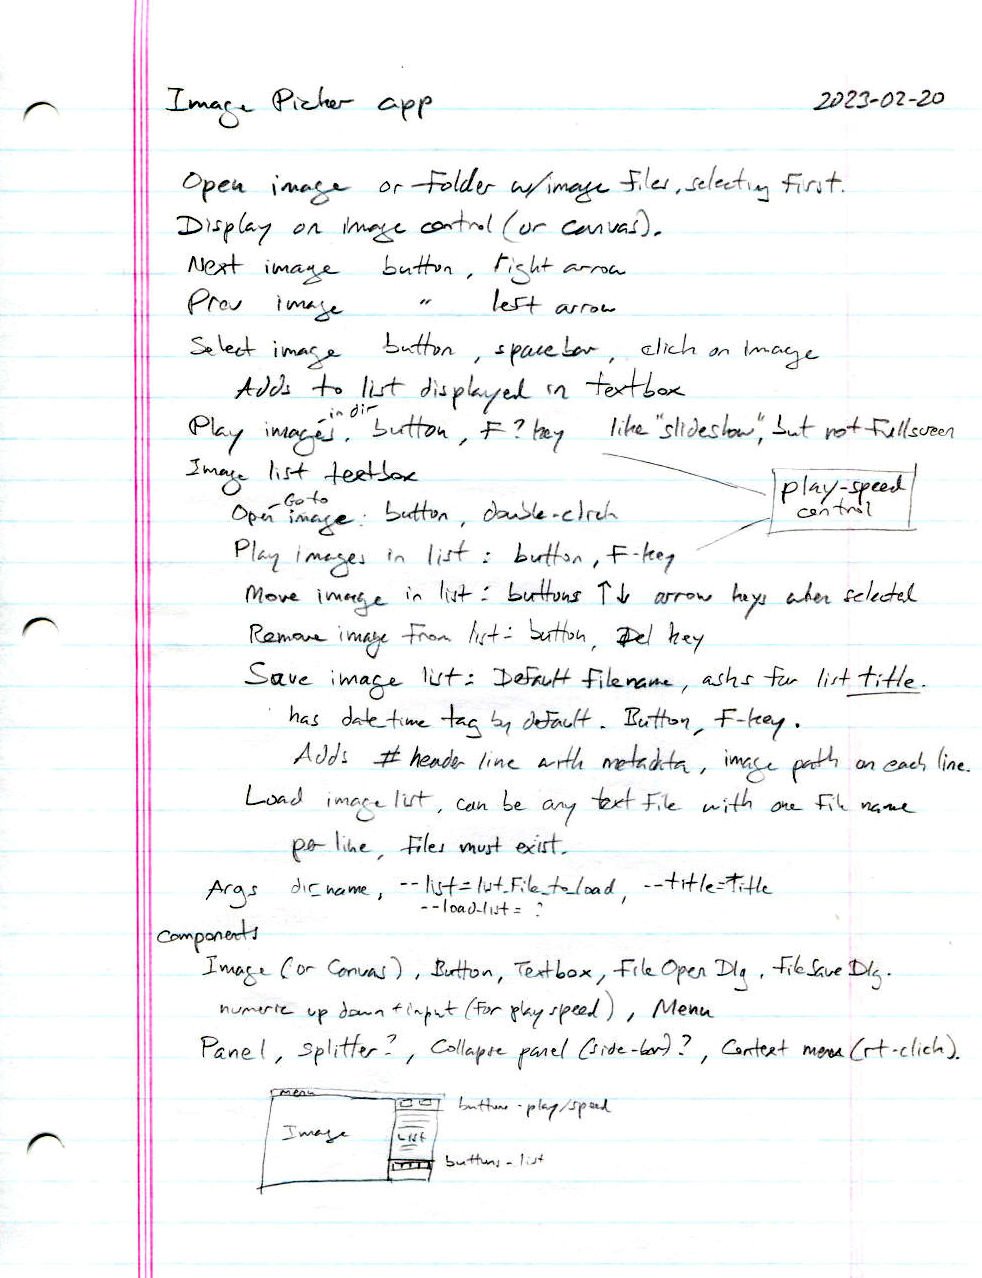 Image Picker app 2023-02-20
Open image or folder w/image files, selecting first.
Display on image control (or canvas).
Next image button, right arrow
Prev image " left arrow
Select image button, spacebar, click on image
Adds to list displayed in textbox
in dir
Play images, button, F? key like "slideshow", but not fullscreen
Image list textbox
play-speed
control
Go to
Open image: button, double-click
Play images in list: button, F-key
Move image in list: buttons ↑↓ arrow keys when selected
Remove image from list: button, Del key
Save image list: Default filename, asks for list title.
has datetime tag by default. Button, F-key.
Adds # header line with metadata, image path on each line.
Load image list, can be any text file with one file name
per line, files must exist.
Args dir_name, --list=list_file_to_load, --title=Title
--load-list= ?
Components
Image (or Canvas), Button, Textbox, File Open Dlg, File Save Dlg.
numeric up down + input (for play speed), Menu
Panel, splitter?, Collapse panel (side-bar)?, Context menu (rt-click).
menu
buttons - play/speed
Image
LIST
buttons - list